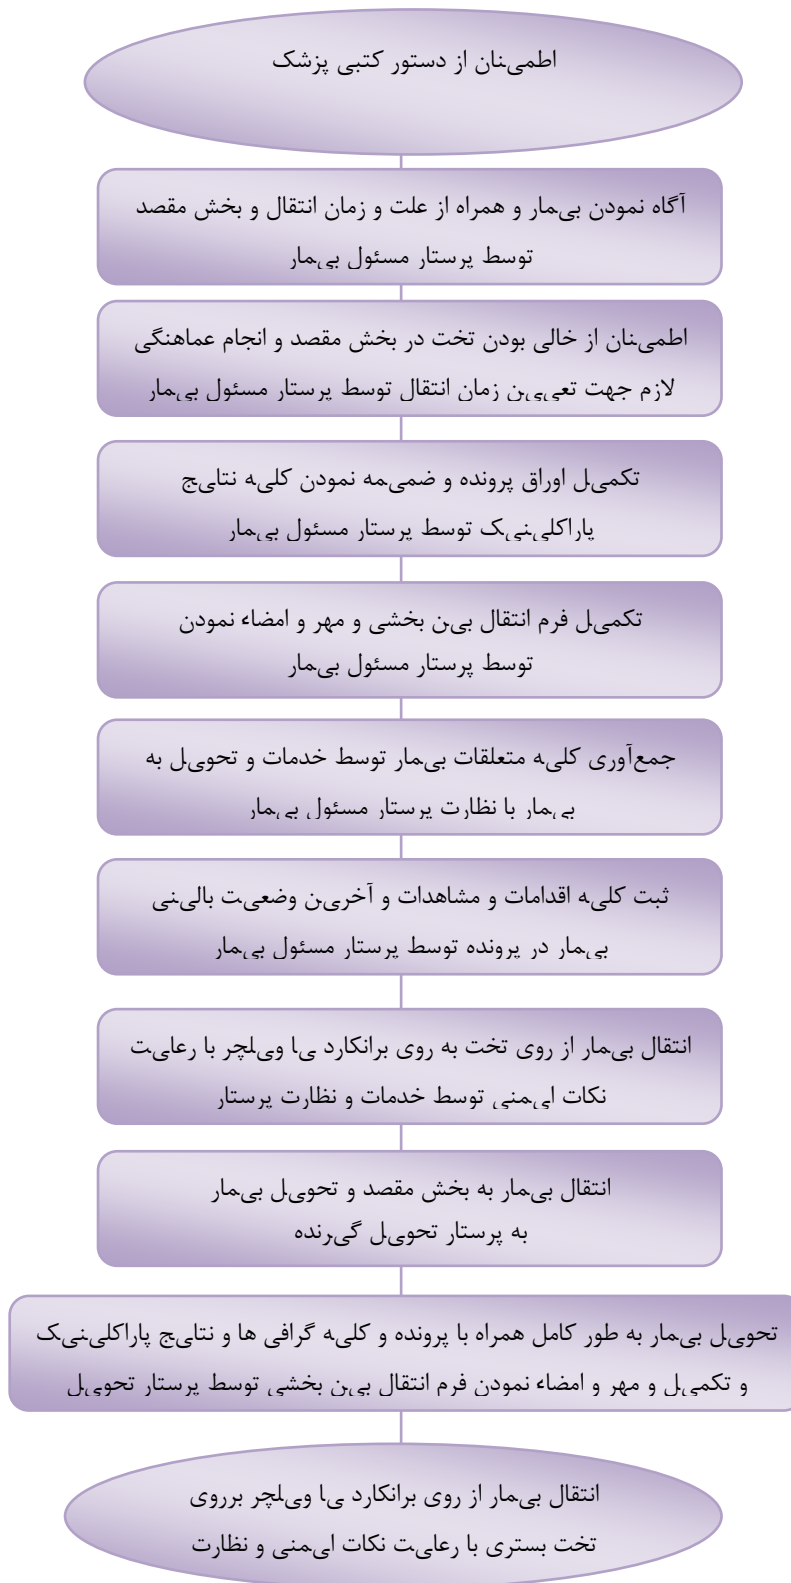 اطمینان از دستور کتبی پزشک
آگاه نمودن بیمار و همراه از علت و زمان انتقال و بخش مقصد
توسط پرستار مسئول بیمار
اطمینان از خالی بودن تخت در بخش مقصد و انجام عماهنگی
لازم جهت تعیین زمان انتقال توسط پرستار مسئول بیمار
تکمیل اوراق پرونده و ضمیمه نمودن کلیه نتایج
پاراکلینیک توسط پرستار مسئول بیمار
تکمیل فرم انتقال بین بخشی و مهر و امضاء نمودن
توسط پرستار مسئول بیمار
جمع‌آوری کلیه متعلقات بیمار توسط خدمات و تحویل به
بیمار با نظارت پرستار مسئول بیمار
ثبت کلیه اقدامات و مشاهدات و آخرین وضعیت بالینی
بیمار در پرونده توسط پرستار مسئول بیمار
انتقال بیمار از روی تخت به روی برانکارد یا ویلچر با رعایت
نکات ایمنی توسط خدمات و نظارت پرستار
انتقال بیمار به بخش مقصد و تحویل بیمار
به پرستار تحویل گیرنده
تحویل بیمار به طور کامل همراه با پرونده و کلیه گرافی ها و نتایج پاراکلینیک
و تکمیل و مهر و امضاء نمودن فرم انتقال بین بخشی توسط پرستار تحویل
انتقال بیمار از روی برانکارد یا ویلچر برروی
تخت بستری با رعایت نکات ایمنی و نظارت